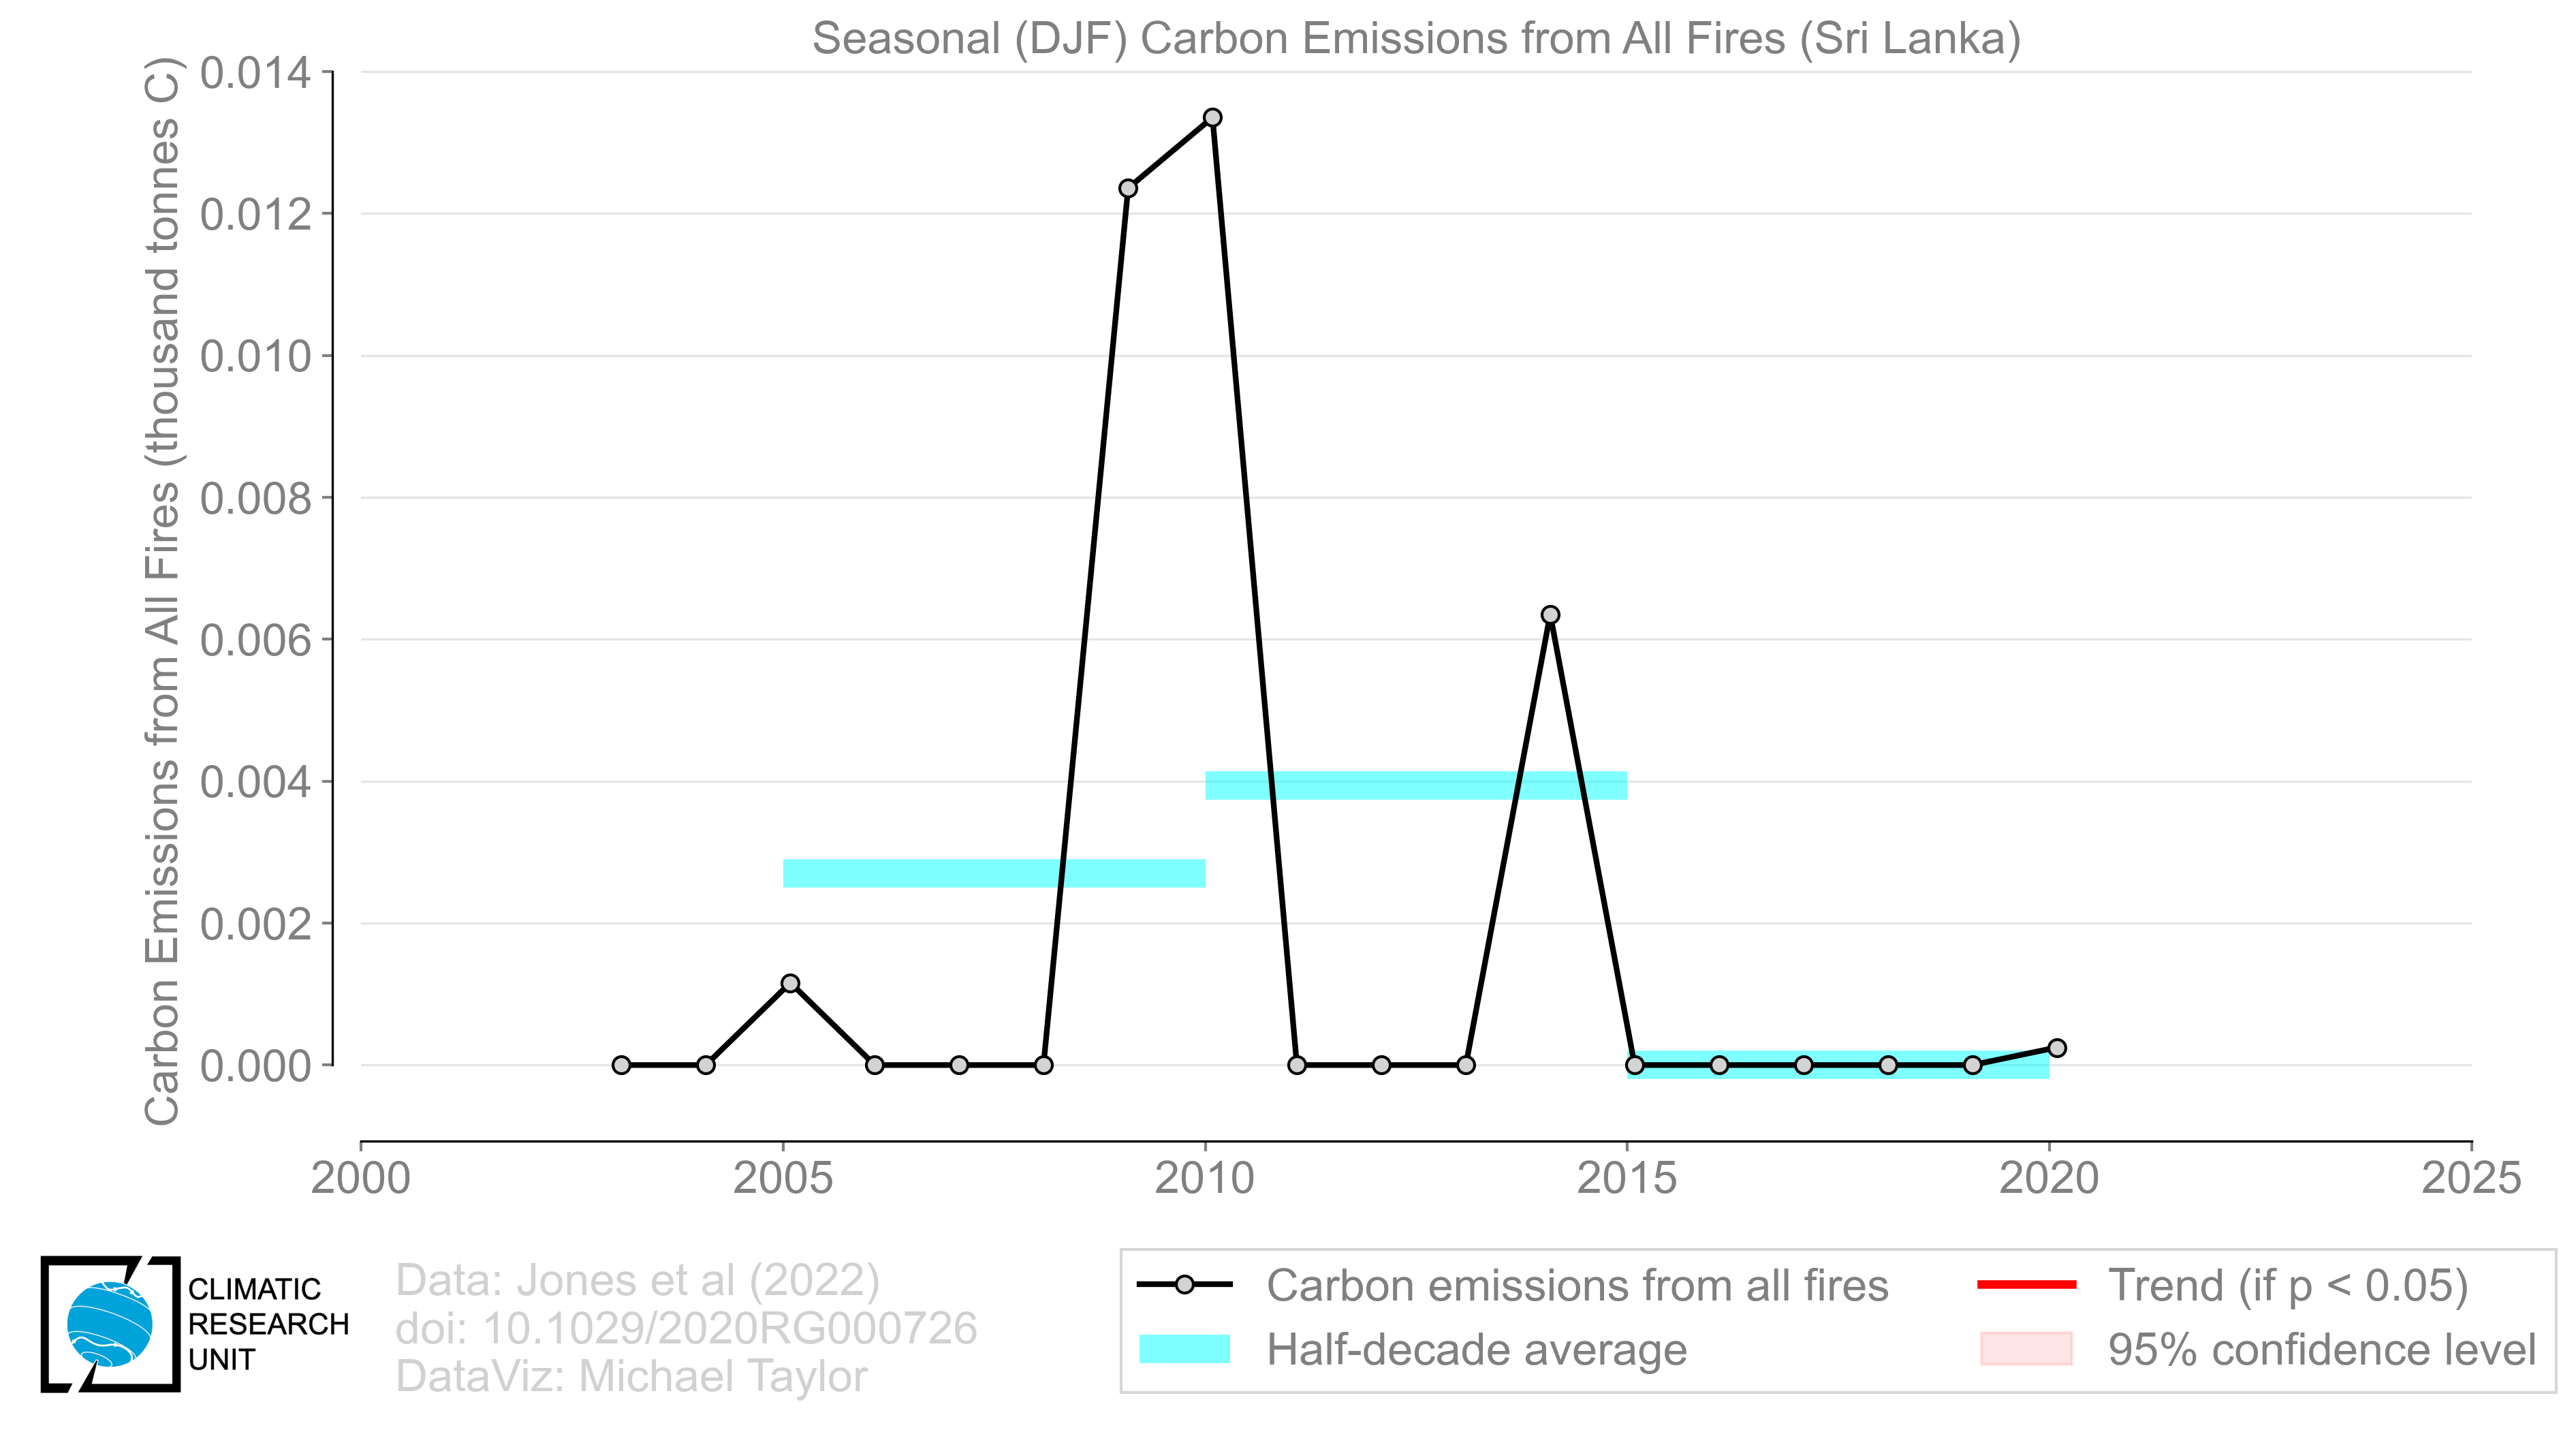 Seasonal (DJF) Carbon Emissions from All Fires (Sri Lanka)
Carbon Emissions from All Fires (thousand tonnes C)
0.014
0.012
0.010
0.008
0.006
0.004
0.002
0.000
2000 2005 2010 2015 2020 2025
CLIMATIC
RESEARCH
UNIT
Data: Jones et al (2022)
doi: 10.1029/2020RG000726
DataViz: Michael Taylor
Carbon emissions from all fires
Half-decade average
Trend (if p < 0.05)
95% confidence level